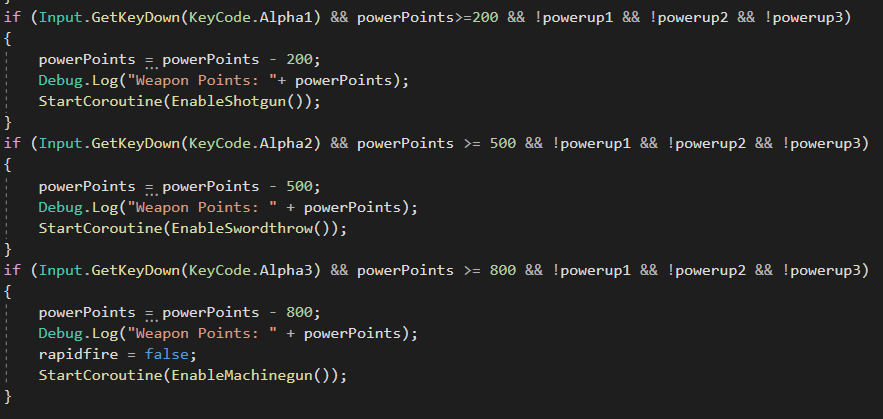 }
if (Input.GetKeyDown(KeyCode.Alpha1) && powerPoints>=200 && !powerup1 && !powerup2 && !powerup3)
{
    powerPoints = powerPoints - 200;
    Debug.Log("Weapon Points: "+ powerPoints);
    StartCoroutine(EnableShotgun());
}
if (Input.GetKeyDown(KeyCode.Alpha2) && powerPoints >= 500 && !powerup1 && !powerup2 && !powerup3)
{
    powerPoints = powerPoints - 500;
    Debug.Log("Weapon Points: " + powerPoints);
    StartCoroutine(EnableSwordthrow());
}
if (Input.GetKeyDown(KeyCode.Alpha3) && powerPoints >= 800 && !powerup1 && !powerup2 && !powerup3)
{
    powerPoints = powerPoints - 800;
    Debug.Log("Weapon Points: " + powerPoints);
    rapidfire = false;
    StartCoroutine(EnableMachinegun());
}